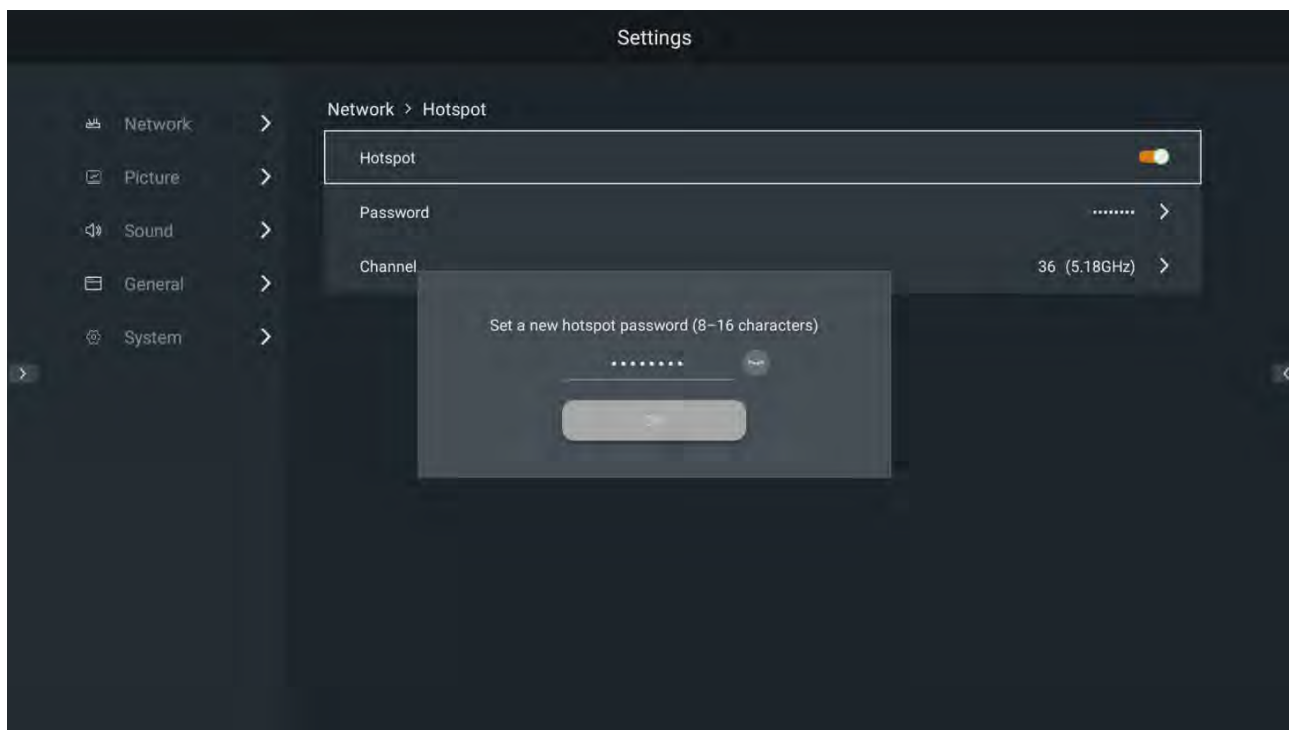 Settings
Network
Picture
Sound
General
System
Network > Hotspot
Hotspot
Password ········
Channel 36 (5.18GHz)
Set a new hotspot password (8–16 characters)
········